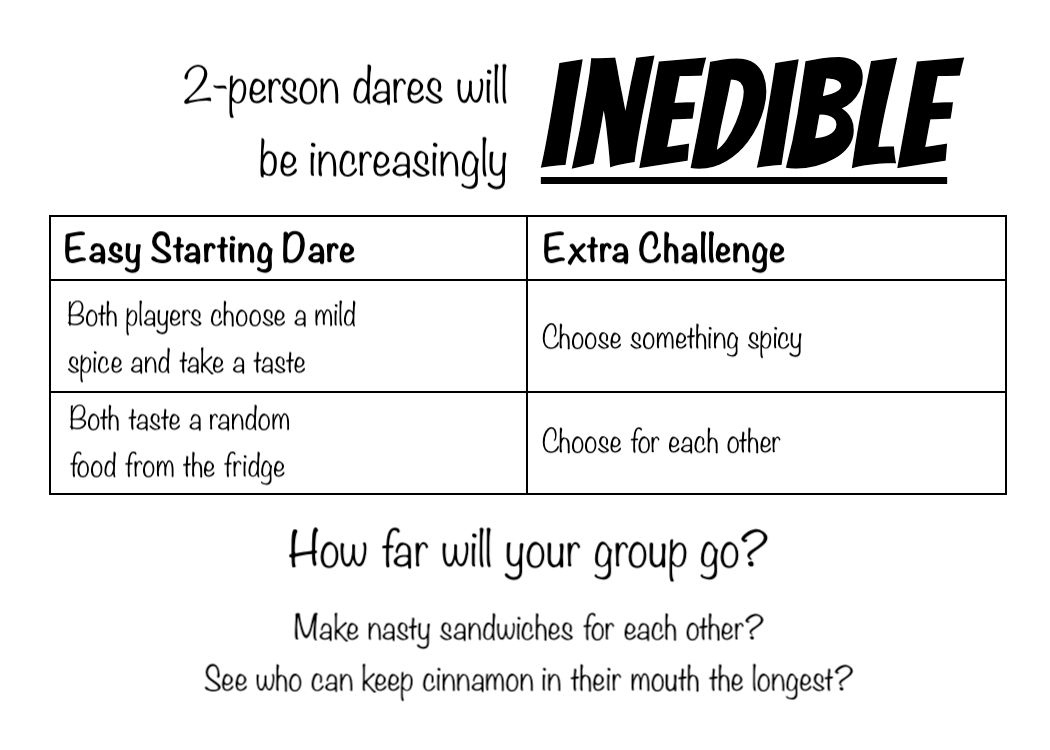 2-person dares will
be increasingly
INEDIBLE
Easy Starting Dare
Extra Challenge
Both players choose a mild
spice and take a taste
Choose something spicy
Both taste a random
food from the fridge
Choose for each other
How far will your group go?
Make nasty sandwiches for each other?
See who can keep cinnamon in their mouth the longest?